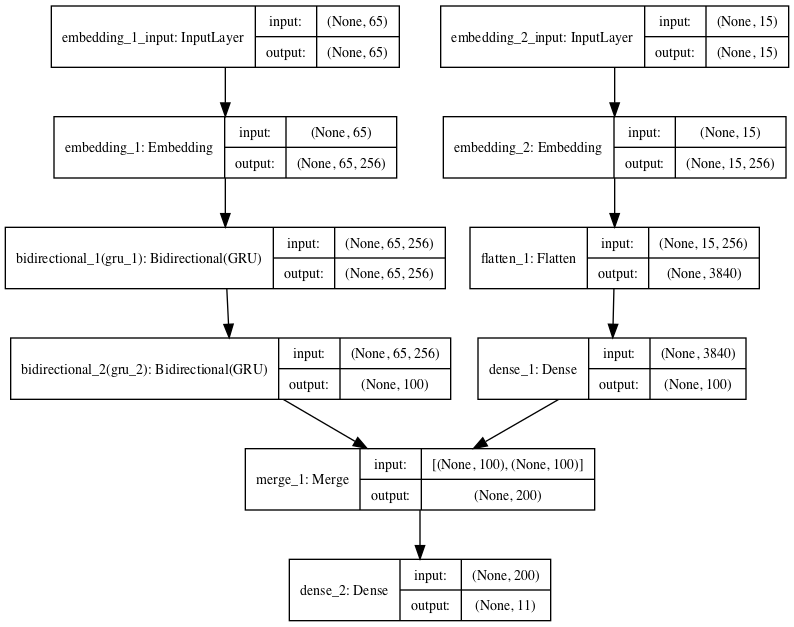 embedding_1_input: InputLayer
input: (None, 65)
output: (None, 65)
embedding_2_input: InputLayer
input: (None, 15)
output: (None, 15)
embedding_1: Embedding
input: (None, 65)
output: (None, 65, 256)
embedding_2: Embedding
input: (None, 15)
output: (None, 15, 256)
bidirectional_1(gru_1): Bidirectional(GRU)
input: (None, 65, 256)
output: (None, 65, 256)
flatten_1: Flatten
input: (None, 15, 256)
output: (None, 3840)
bidirectional_2(gru_2): Bidirectional(GRU)
input: (None, 65, 256)
output: (None, 100)
dense_1: Dense
input: (None, 3840)
output: (None, 100)
merge_1: Merge
input: [(None, 100), (None, 100)]
output: (None, 200)
dense_2: Dense
input: (None, 200)
output: (None, 11)